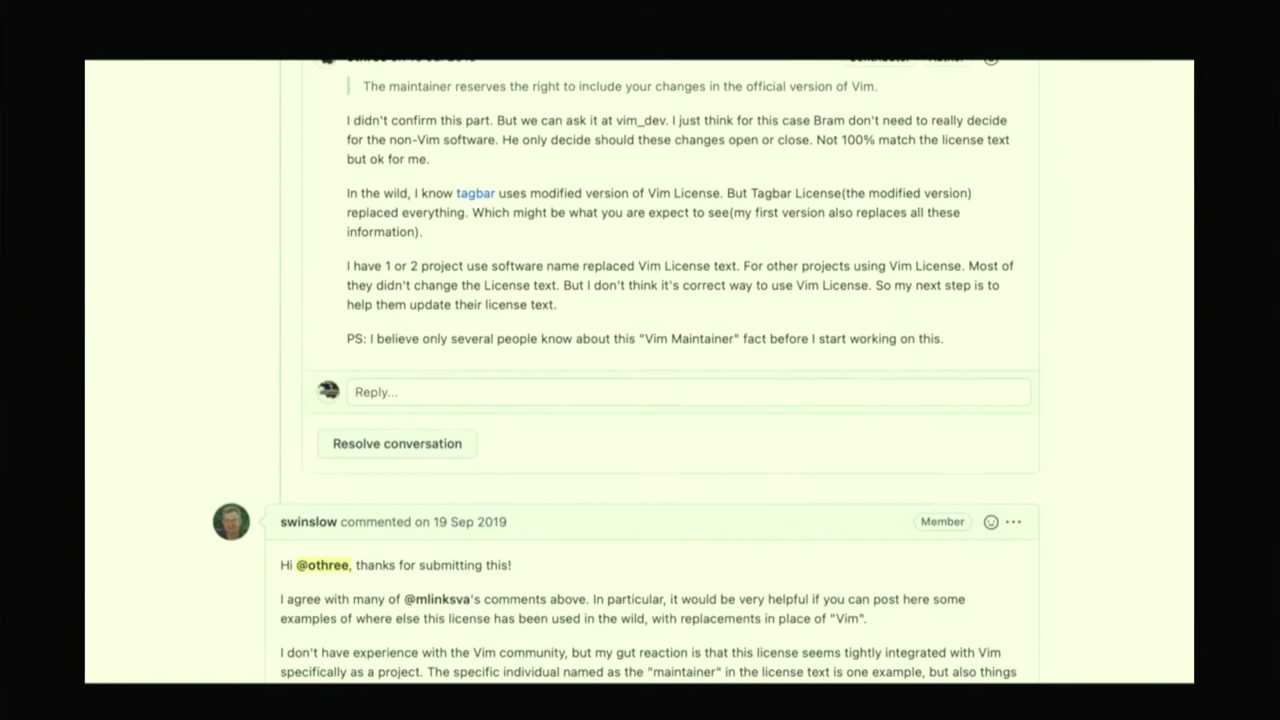 The maintainer reserves the right to include your changes in the official version of Vim.
I didn't confirm this part. But we can ask it at vim_dev. I just think for this case Bram don't need to really decide
for the non-Vim software. He only decide should these changes open or close. Not 100% match the license text
but ok for me.
In the wild, I know tagbar uses modified version of Vim License. But Tagbar License(the modified version)
replaced everything. Which might be what you are expect to see(my first version also replaces all these
information).
I have 1 or 2 project use software name replaced Vim License text. For other projects using Vim License. Most of
they didn't change the License text. But I don't think it's correct way to use Vim License. So my next step is to
help them update their license text.
PS: I believe only several people know about this "Vim Maintainer" fact before I start working on this.
Reply...
Resolve conversation
swinslow commented on 19 Sep 2019 Member
Hi @othree, thanks for submitting this!
I agree with many of @mlinksva's comments above. In particular, it would be very helpful if you can post here some
examples of where else this license has been used in the wild, with replacements in place of "Vim".
I don't have experience with the Vim community, but my gut reaction is that this license seems tightly integrated with Vim
specifically as a project. The specific individual named as the "maintainer" in the license text is one example, but also things